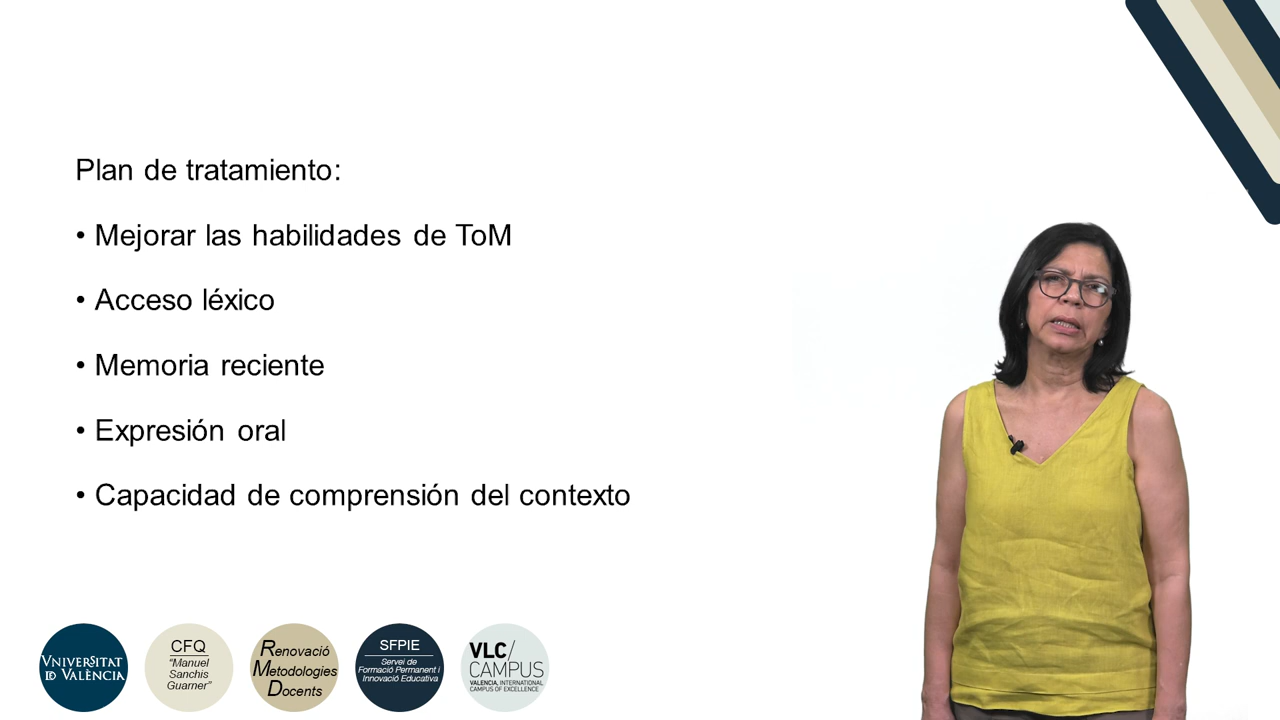 Plan de tratamiento:
• Mejorar las habilidades de ToM
• Acceso léxico
• Memoria reciente
• Expresión oral
• Capacidad de comprensión del contexto
VNIVERSITAT
ID VALÈNCIA
CFQ
"Manuel
Sanchis
Guarner"
Renovació
Metodologies
Docents
SFPIE
Servei de
Formació Permanent i
Innovació Educativa
VLC/
CAMPUS
VALENCIA, INTERNATIONAL
CAMPUS OF EXCELLENCE